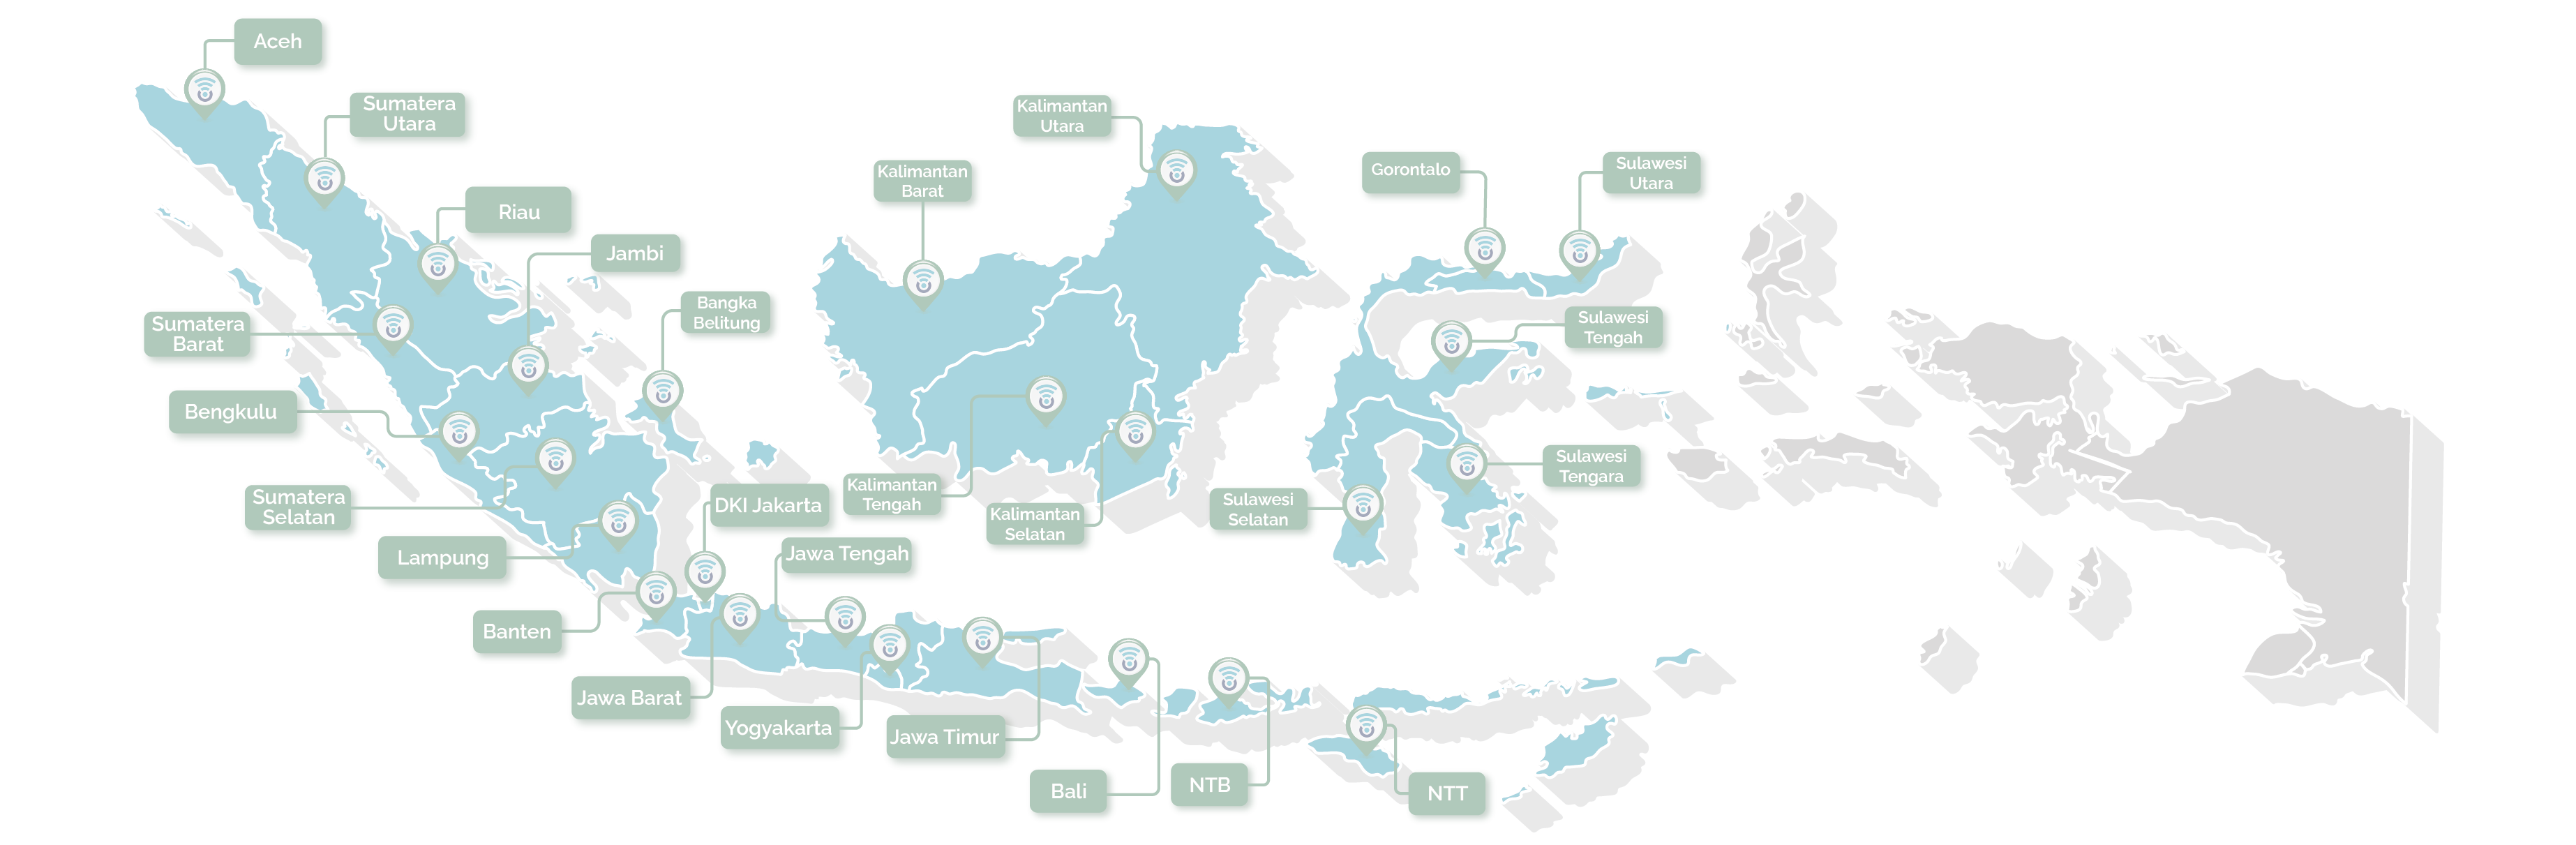 Aceh
Sumatera
Utara
Riau
Jambi
Bangka
Belitung
Sumatera
Barat
Bengkulu
Sumatera
Selatan
Lampung
Banten
DKI Jakarta
Jawa Tengah
Jawa Barat
Yogyakarta
Jawa Timur
Bali
NTB
NTT
Kalimantan
Utara
Kalimantan
Barat
Kalimantan
Tengah
Kalimantan
Selatan
Gorontalo
Sulawesi
Utara
Sulawesi
Tengah
Sulawesi
Tengara
Sulawesi
Selatan